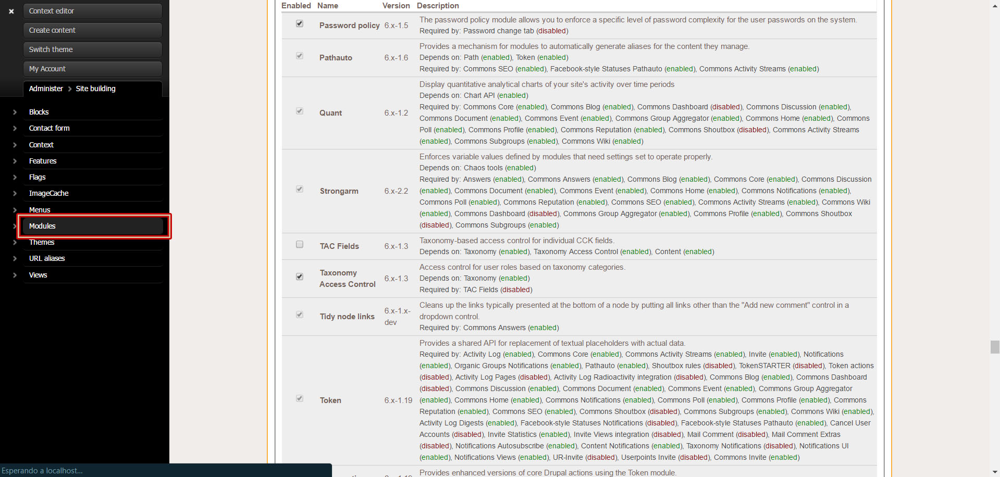 Context editor
Create content
Switch theme
My Account
Administer Site building
Blocks
Contact form
Context
Features
Flags
ImageCache
Menus
Modules
Themes
URL aliases
Views
Esperando a localhost...
Enabled Name Version Description
Password policy 6.x-1.5
The password policy module allows you to enforce a specific level of password complexity for the user passwords on the system.
Required by: Password change tab (disabled)
Pathauto 6.x-1.6
Provides a mechanism for modules to automatically generate aliases for the content they manage.
Depends on: Path (enabled), Token (enabled)
Required by: Commons SEO (enabled), Facebook-style Statuses Pathauto (enabled), Commons Activity Streams (enabled)
Quant 6.x-1.2
Display quantitative analytical charts of your site's activity over time periods
Depends on: Chart API (enabled)
Required by: Commons Core (enabled), Commons Blog (enabled), Commons Dashboard (disabled), Commons Discussion (enabled),
Commons Document (enabled), Commons Event (enabled), Commons Group Aggregator (enabled), Commons Home (enabled), Commons
Poll (enabled), Commons Profile (enabled), Commons Reputation (enabled), Commons Shoutbox (disabled), Commons Activity Streams
(enabled), Commons Subgroups (enabled), Commons Wiki (enabled)
Strongarm 6.x-2.2
Enforces variable values defined by modules that need settings set to operate properly.
Depends on: Chaos tools (enabled)
Required by: Answers (enabled), Commons Answers (enabled), Commons Blog (enabled), Commons Core (enabled), Commons Discussion
(enabled), Commons Document (enabled), Commons Event (enabled), Commons Home (enabled), Commons Notifications (enabled),
Commons Poll (enabled), Commons Reputation (enabled), Commons SEO (enabled), Commons Activity Streams (enabled), Commons Wiki
(enabled), Commons Dashboard (disabled), Commons Group Aggregator (enabled), Commons Profile (enabled), Commons Shoutbox
(disabled), Commons Subgroups (enabled)
TAC Fields 6.x-1.3
Taxonomy-based access control for individual CCK fields.
Depends on: Taxonomy (enabled), Taxonomy Access Control (enabled), Content (enabled)
Taxonomy
Access Control 6.x-1.3
Access control for user roles based on taxonomy categories.
Depends on: Taxonomy (enabled)
Required by: TAC Fields (disabled)
Tidy node links 6.x-1.x-
dev
Cleans up the links typically presented at the bottom of a node by putting all links other than the "Add new comment" control in a
dropdown control.
Required by: Commons Answers (enabled)
Token 6.x-1.19
Provides a shared API for replacement of textual placeholders with actual data.
Required by: Activity Log (enabled), Commons Core (enabled), Commons Activity Streams (enabled), Invite (enabled), Notifications
(enabled), Organic Groups Notifications (enabled), Pathauto (enabled), Shoutbox rules (disabled), TokenSTARTER (disabled), Token actions
(disabled), Activity Log Pages (disabled), Activity Log Radioactivity integration (disabled), Commons Blog (enabled), Commons Dashboard
(disabled), Commons Discussion (enabled), Commons Document (enabled), Commons Event (enabled), Commons Group Aggregator
(enabled), Commons Home (enabled), Commons Notifications (enabled), Commons Poll (enabled), Commons Profile (enabled), Commons
Reputation (enabled), Commons SEO (enabled), Commons Shoutbox (disabled), Commons Subgroups (enabled), Commons Wiki (enabled),
Activity Log Digests (enabled), Facebook-style Statuses Notifications (disabled), Facebook-style Statuses Pathauto (enabled), Cancel User
Accounts (disabled), Invite Statistics (enabled), Invite Views integration (disabled), Mail Comment (disabled), Mail Comment Extras
(disabled), Notifications Autosubscribe (enabled), Content Notifications (enabled), Taxonomy Notifications (disabled), Notifications UI
(enabled), Notifications Views (enabled), UR-Invite (disabled), Userpoints Invite (disabled), Commons Invite (enabled)
Provides enhanced versions of core Drupal actions using the Token module.